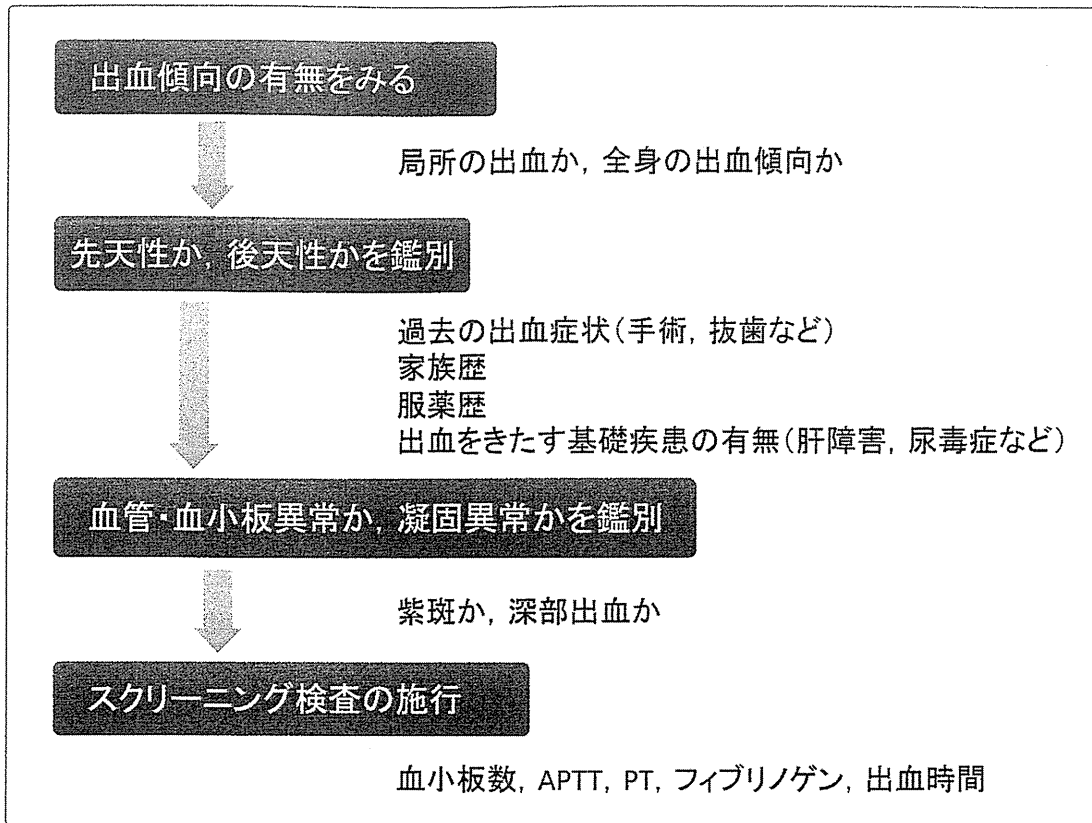 出血傾向の有無をみる
局所の出血か, 全身の出血傾向か
先天性か, 後天性かを鑑別
過去の出血症状(手術, 抜歯など)
家族歴
服薬歴
出血をきたす基礎疾患の有無(肝障害, 尿毒症など)
血管・血小板異常か, 凝固異常かを鑑別
紫斑か, 深部出血か
スクリーニング検査の施行
血小板数, APTT, PT, フィブリノゲン, 出血時間